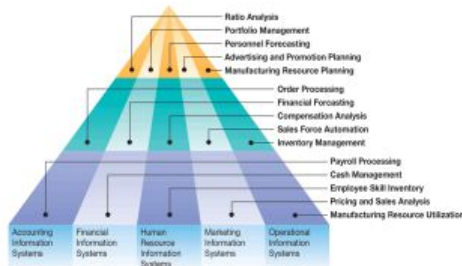 Ratio Analysis
Portfolio Management
Personnel Forecasting
Advertising and Promotion Planning
Manufacturing Resource Planning
Order Processing
Financial Forcasting
Compensation Analysis
Sales Force Automation
Inventory Management
Payroll Processing
Cash Management
Employee Skill Inventory
Pricing and Sales Analysis
Manufacturing Resource Utilization
Accounting
Information
Systems
Financial
Information
Systems
Human
Resource
Information
Systems
Marketing
Information
Systems
Operational
Information
Systems